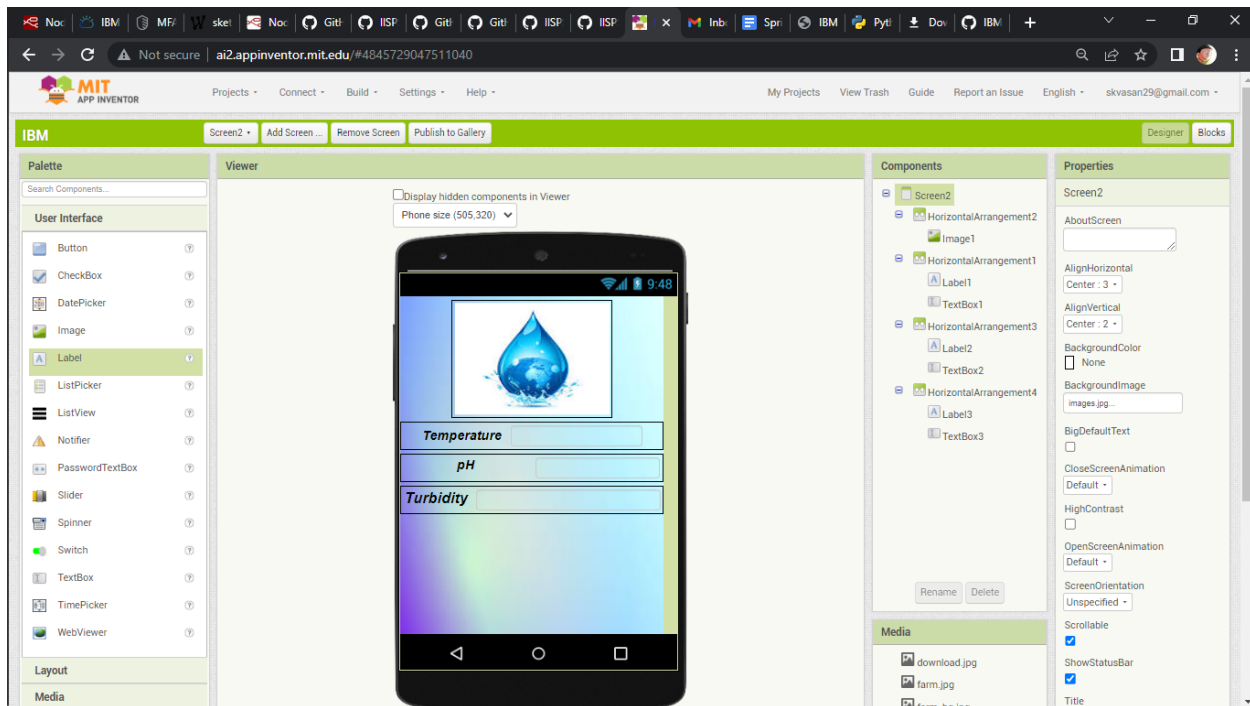 Noc
IBM
MF/
sket
Noc
Git
IISP
Git
Git
IISP
IISP
Inb
Spri
IBM
Pyt
Dov
IBM
Not secure
ai2.appinventor.mit.edu/#4845729047511040
MIT
APP INVENTOR
Projects
Connect
Build
Settings
Help
My Projects
View Trash
Guide
Report an Issue
English
skvasan29@gmail.com
IBM
Screen2
Add Screen ...
Remove Screen
Publish to Gallery
Designer
Blocks
Palette
Search Components...
User Interface
Button
CheckBox
DatePicker
Image
Label
ListPicker
ListView
Notifier
PasswordTextBox
Slider
Spinner
Switch
TextBox
TimePicker
WebViewer
Layout
Media
Viewer
Display hidden components in Viewer
Phone size (505,320)
9:48
Temperature
pH
Turbidity
Components
Screen2
HorizontalArrangement2
Image1
HorizontalArrangement1
Label1
TextBox1
HorizontalArrangement3
Label2
TextBox2
HorizontalArrangement4
Label3
TextBox3
Rename
Delete
Media
download.jpg
farm.jpg
Properties
Screen2
AboutScreen
AlignHorizontal
Center : 3
AlignVertical
Center : 2
BackgroundColor
None
BackgroundImage
images.jpg...
BigDefaultText
CloseScreenAnimation
Default
HighContrast
OpenScreenAnimation
Default
ScreenOrientation
Unspecified
Scrollable
ShowStatusBar
Title